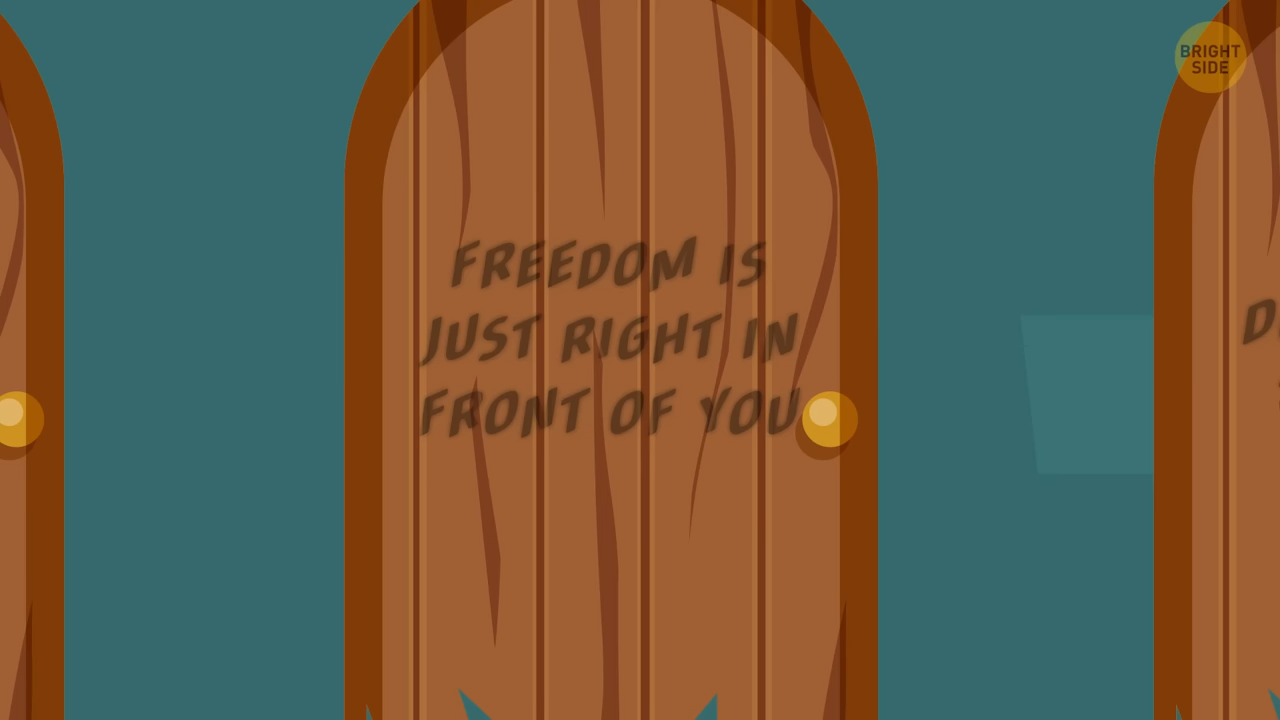 BRIGHT
SIDE
FREEDOM IS
JUST RIGHT IN
FRONT OF YOU